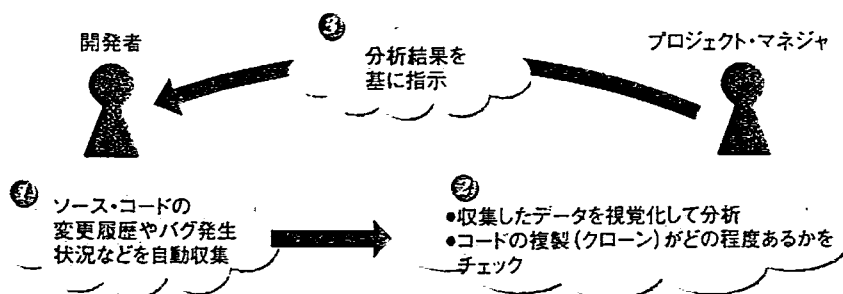 開発者
プロジェクト・マネジャ
③
分析結果を
基に指示
①
ソース・コードの
変更履歴やバグ発生
状況などを自動収集
②
●収集したデータを視覚化して分析
●コードの複製（クローン）がどの程度あるかを
チェック